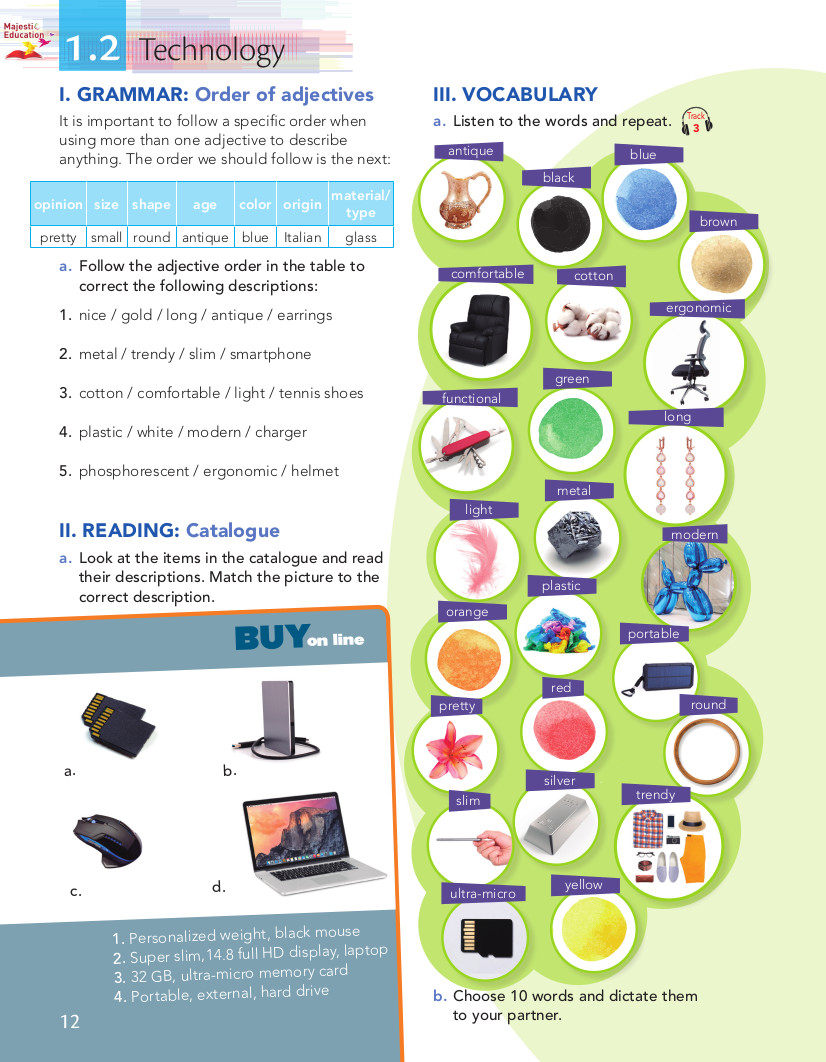 Majestic
Education
1.2 Technology
I. GRAMMAR: Order of adjectives
It is important to follow a specific order when
using more than one adjective to describe
anything. The order we should follow is the next:
opinion size shape age color origin material/
type
pretty small round antique blue Italian glass
a. Follow the adjective order in the table to
correct the following descriptions:
1. nice / gold / long / antique / earrings
2. metal / trendy / slim / smartphone
3. cotton / comfortable / light / tennis shoes
4. plastic / white / modern / charger
5. phosphorescent / ergonomic / helmet
II. READING: Catalogue
a. Look at the items in the catalogue and read
their descriptions. Match the picture to the
correct description.
BUY on line
a.
b.
c.
d.
1. Personalized weight, black mouse
2. Super slim,14.8 full HD display, laptop
3. 32 GB, ultra-micro memory card
4. Portable, external, hard drive
12
III. VOCABULARY
a. Listen to the words and repeat.
Track
3
antique
black
blue
brown
comfortable
cotton
ergonomic
functional
green
long
light
metal
modern
orange
plastic
portable
pretty
red
round
slim
silver
trendy
ultra-micro
yellow
b. Choose 10 words and dictate them
to your partner.